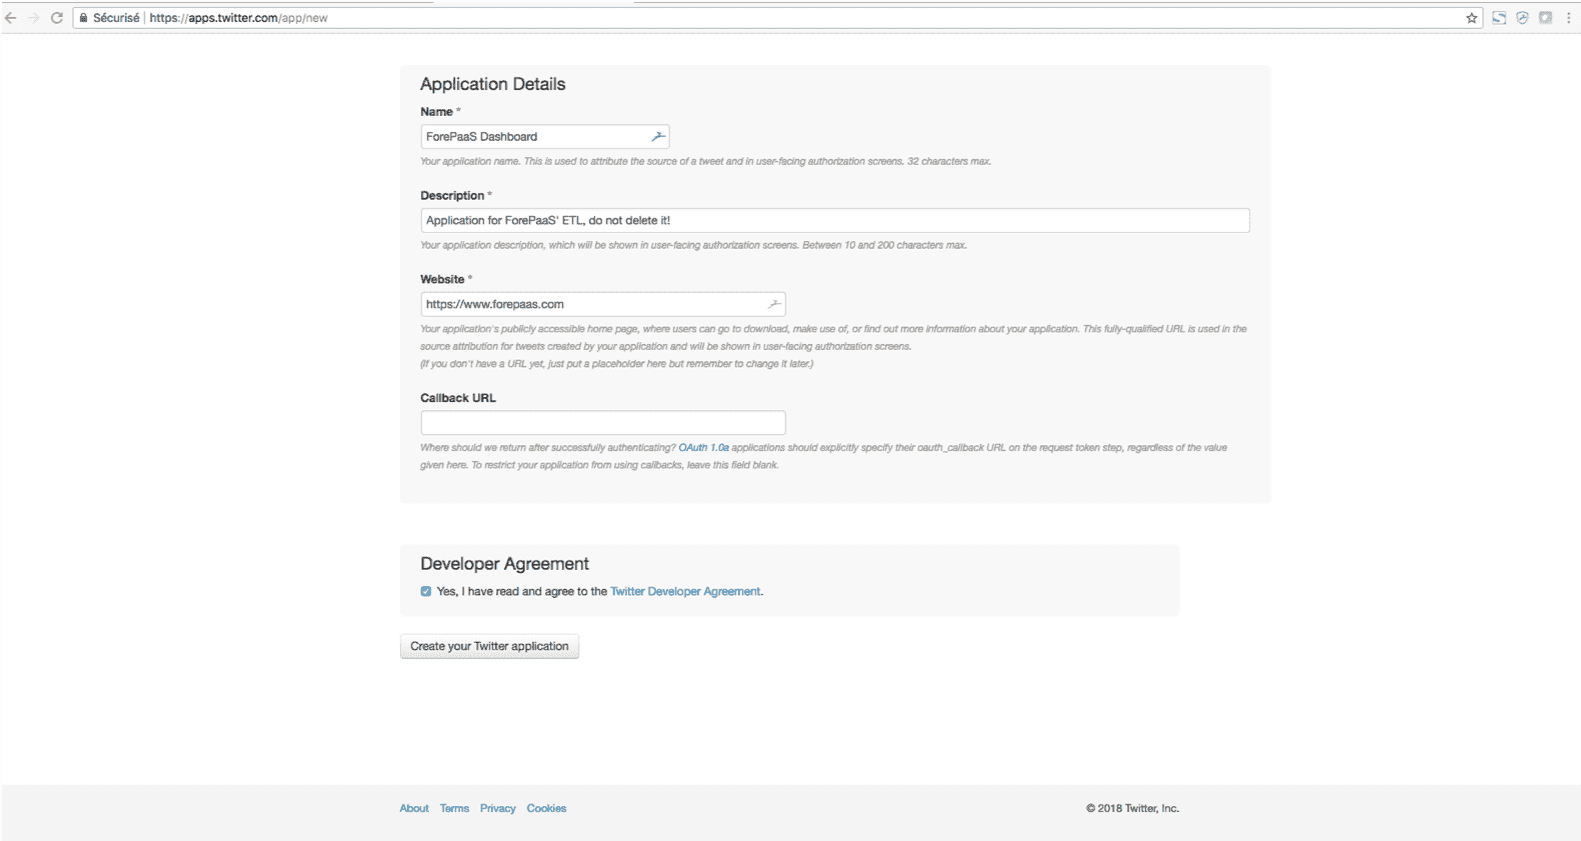 Sécurisé | https://apps.twitter.com/app/new
Application Details
Name *
ForePaaS Dashboard
Your application name. This is used to attribute the source of a tweet and in user-facing authorization screens. 32 characters max.
Description *
Application for ForePaaS' ETL, do not delete it!
Your application description, which will be shown in user-facing authorization screens. Between 10 and 200 characters max.
Website *
https://www.forepaas.com
Your application's publicly accessible home page, where users can go to download, make use of, or find out more information about your application. This fully-qualified URL is used in the
source attribution for tweets created by your application and will be shown in user-facing authorization screens.
(If you don't have a URL yet, just put a placeholder here but remember to change it later.)
Callback URL
Where should we return after successfully authenticating? OAuth 1.0a applications should explicitly specify their oauth_callback URL on the request token step, regardless of the value
given here. To restrict your application from using callbacks, leave this field blank.
Developer Agreement
Yes, I have read and agree to the Twitter Developer Agreement.
Create your Twitter application
About Terms Privacy Cookies © 2018 Twitter, Inc.